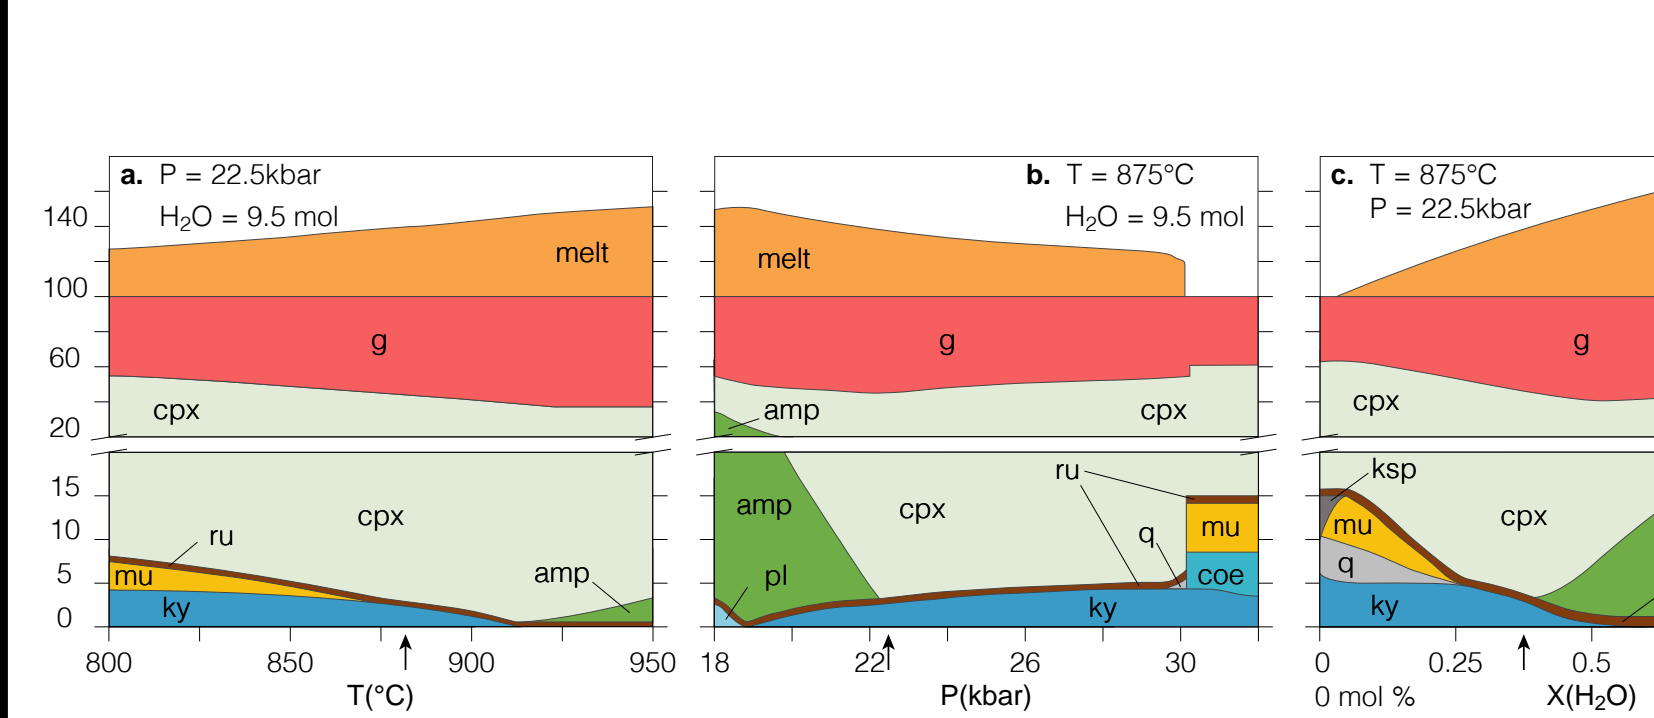 a. P = 22.5kbar
H₂O = 9.5 mol
melt
g
cpx
140
100
60
20
cpx
ru
mu
ky
amp
15
10
5
0
800 850 900 950
T(°C)
b. T = 875°C
H₂O = 9.5 mol
melt
g
amp
cpx
ru
amp
cpx
q
mu
pl
coe
ky
18 22 26 30
P(kbar)
c. T = 875°C
P = 22.5kbar
g
cpx
ksp
mu
cpx
q
ky
0 0.25 0.5
0 mol % X(H₂O)